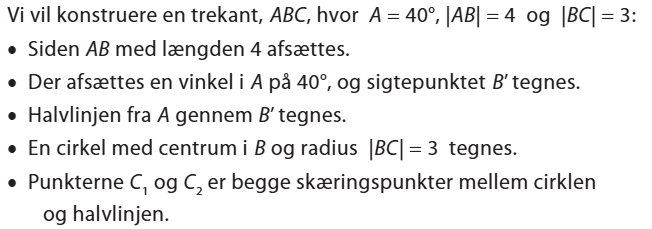 Vi vil konstruere en trekant, ABC, hvor A = 40°, |AB| = 4 og |BC| = 3:
• Siden AB med længden 4 afsættes.
• Der afsættes en vinkel i A på 40°, og sigtepunktet B’ tegnes.
• Halvlinjen fra A gennem B’ tegnes.
• En cirkel med centrum i B og radius |BC| = 3 tegnes.
• Punkterne C₁ og C₂ er begge skæringspunkter mellem cirklen
og halvlinjen.